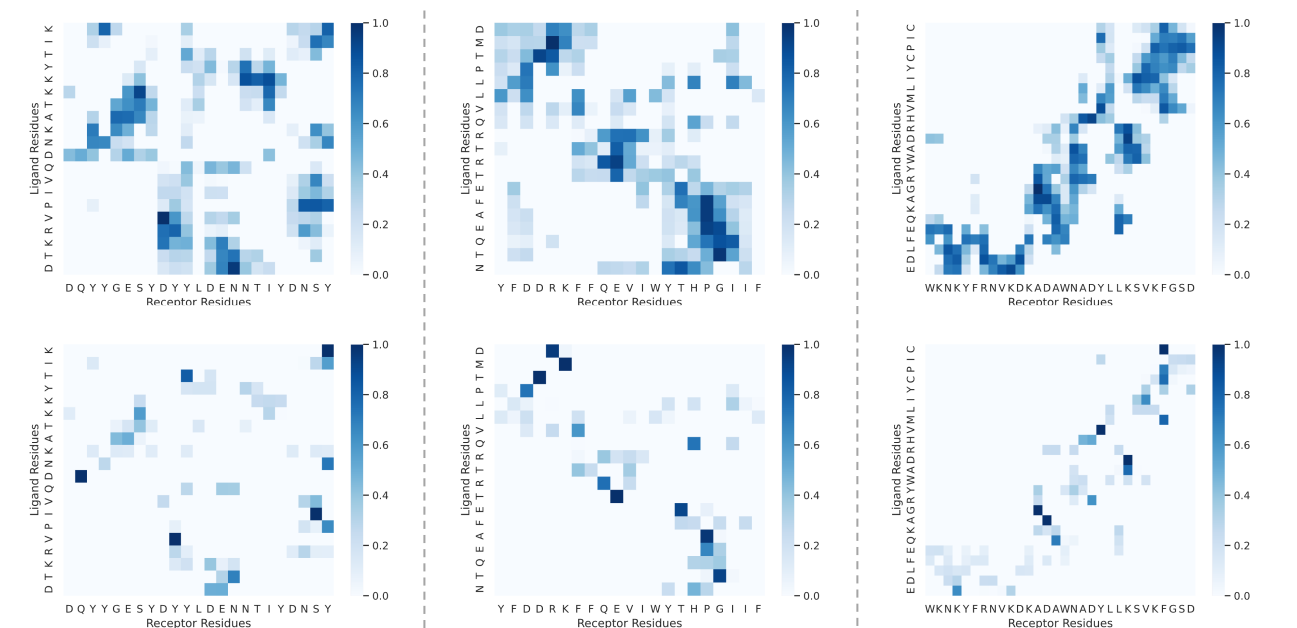 Ligand Residues
D T K R V P I V Q D N K A T K K Y T I K
D Q Y Y G E S Y D Y Y L D E N N T I Y D N S Y
Receptor Residues
1.0
0.8
0.6
0.4
0.2
0.0
Ligand Residues
N T Q E A F E T R T R Q V L L P T M D
Y F D D R K F F Q E V I W Y T H P G I I F
Receptor Residues
1.0
0.8
0.6
0.4
0.2
0.0
Ligand Residues
E D L F E Q K A G R Y W A D R H V M L I Y C P I C
W K N K Y F R N V K D K A D A W N A D Y L L K S V K F G S D
Receptor Residues
1.0
0.8
0.6
0.4
0.2
0.0
Ligand Residues
D T K R V P I V Q D N K A T K K Y T I K
D Q Y Y G E S Y D Y Y L D E N N T I Y D N S Y
Receptor Residues
1.0
0.8
0.6
0.4
0.2
0.0
Ligand Residues
N T Q E A F E T R T R Q V L L P T M D
Y F D D R K F F Q E V I W Y T H P G I I F
Receptor Residues
1.0
0.8
0.6
0.4
0.2
0.0
Ligand Residues
E D L F E Q K A G R Y W A D R H V M L I Y C P I C
W K N K Y F R N V K D K A D A W N A D Y L L K S V K F G S D
Receptor Residues
1.0
0.8
0.6
0.4
0.2
0.0